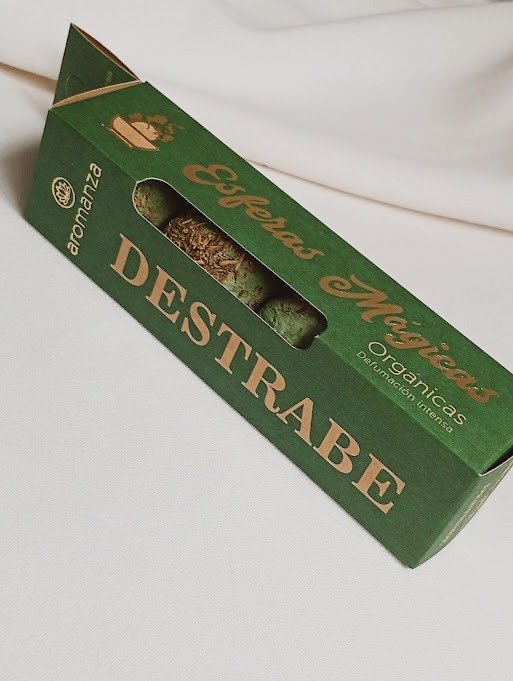 Esferas Mágicas
Orgánicas
Defumación intensa
aromanza
DESTRABE